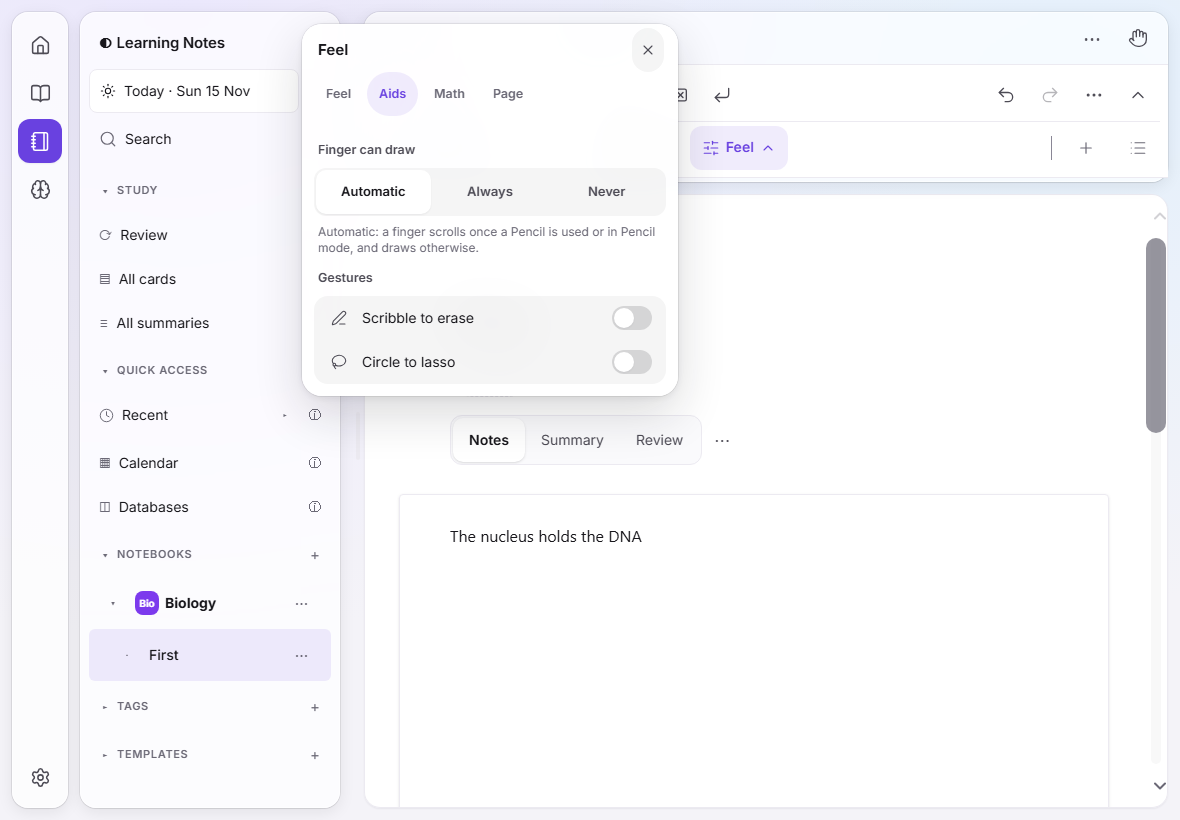 Learning Notes
Today · Sun 15 Nov
Search
STUDY
Review
All cards
All summaries
QUICK ACCESS
Recent
Calendar
Databases
NOTEBOOKS
Bio Biology
First
TAGS
TEMPLATES
Feel
Feel Aids Math Page
Finger can draw
Automatic Always Never
Automatic: a finger scrolls once a Pencil is used or in Pencil
mode, and draws otherwise.
Gestures
Scribble to erase
Circle to lasso
Feel
Notes Summary Review
The nucleus holds the DNA